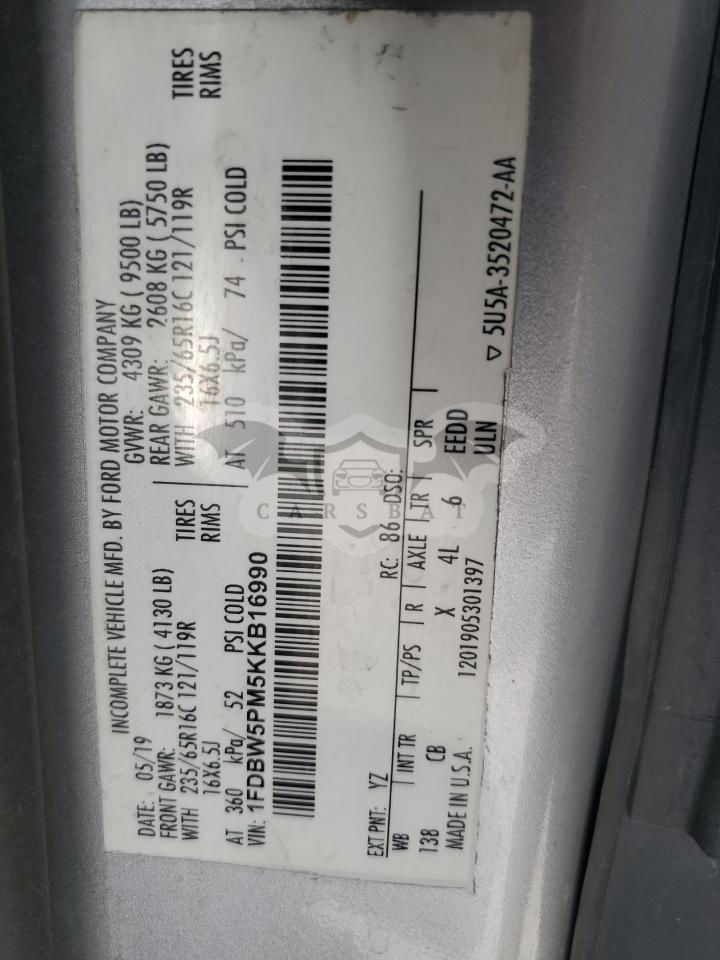 INCOMPLETE VEHICLE MFD. BY FORD MOTOR COMPANY
DATE: 05/19 GVWR: 4309 KG ( 9500 LB)
FRONT GAWR: 1873 KG ( 4130 LB) REAR GAWR: 2608 KG ( 5750 LB)
WITH 235/65R16C 121/119R TIRES WITH 235/65R16C 121/119R TIRES
16X6.5J RIMS 16X6.5J RIMS
AT 360 kPa/ 52 PSI COLD AT 510 kPa/ 74 PSI COLD
VIN: 1FDBW5PM5KKB16990
CARSBAT
EXT PNT: YZ RC: 86 DSO:
WB INT TR TP/PS R AXLE TR SPR
138 CB X 4L 6 EEDD
MADE IN U.S.A. 1201905301397 ULN
▽ 5U5A-3520472-AA